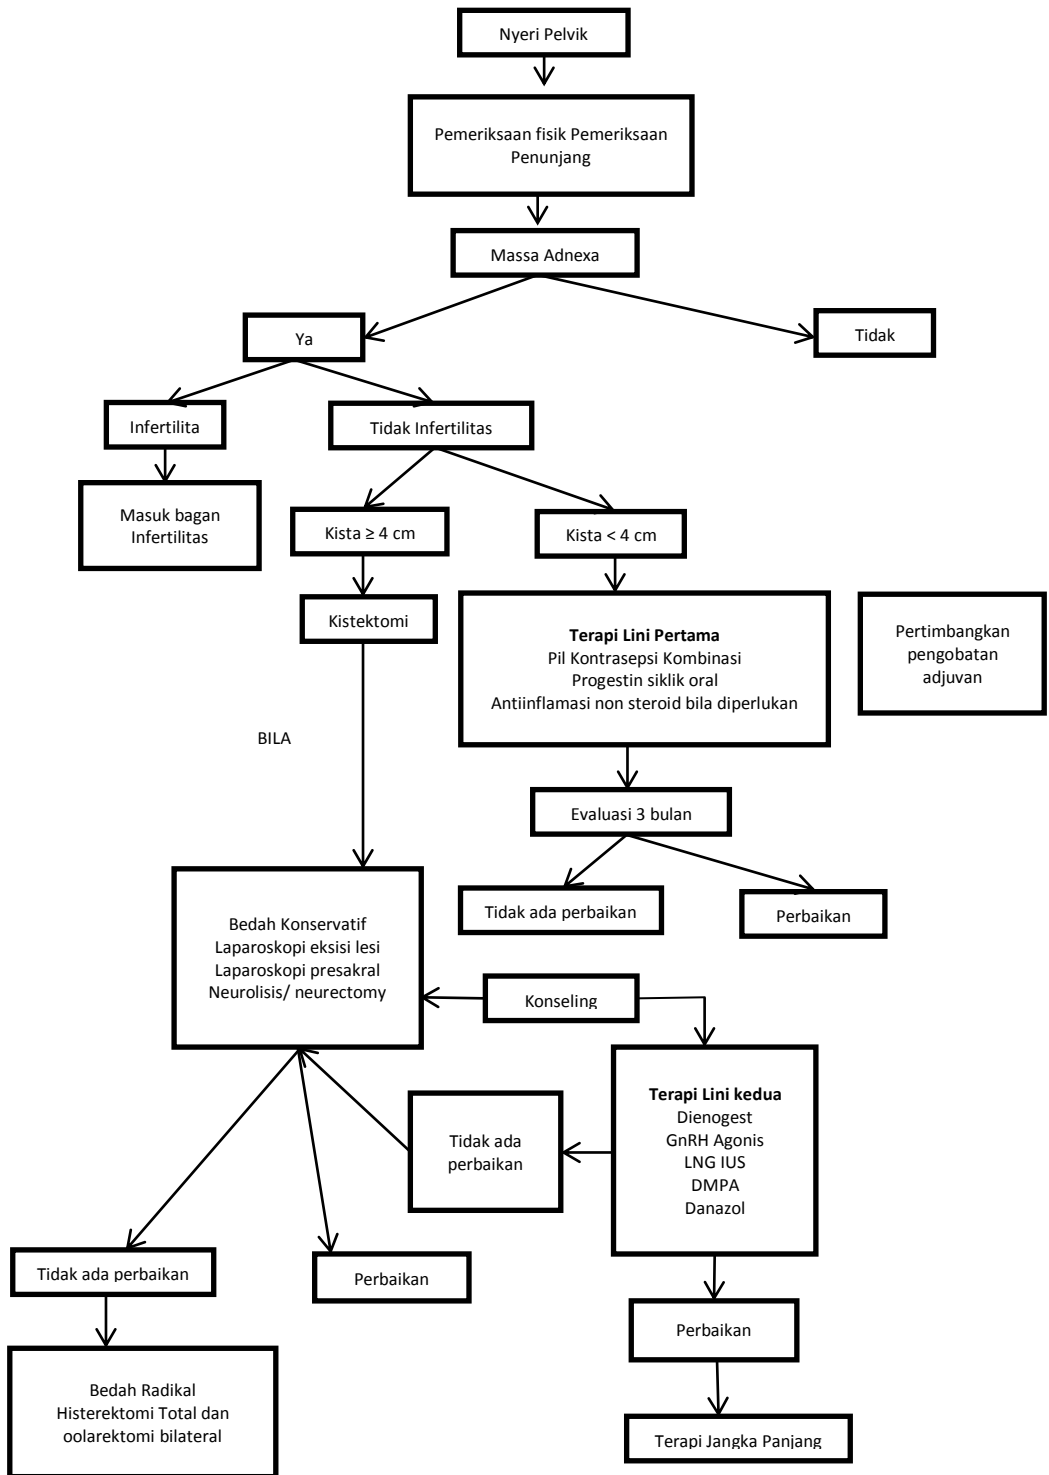 Nyeri Pelvik
Pemeriksaan fisik Pemeriksaan
Penunjang
Massa Adnexa
Ya
Tidak
Infertilita
Tidak Infertilitas
Masuk bagan
Infertilitas
Kista ≥ 4 cm
Kista < 4 cm
Kistektomi
Terapi Lini Pertama
Pil Kontrasepsi Kombinasi
Progestin siklik oral
Antiinflamasi non steroid bila diperlukan
Pertimbangkan
pengobatan
adjuvan
BILA
Evaluasi 3 bulan
Tidak ada perbaikan
Perbaikan
Bedah Konservatif
Laparoskopi eksisi lesi
Laparoskopi presakral
Neurolisis/ neurectomy
Konseling
Terapi Lini kedua
Dienogest
GnRH Agonis
LNG IUS
DMPA
Danazol
Tidak ada
perbaikan
Tidak ada perbaikan
Perbaikan
Perbaikan
Bedah Radikal
Histerektomi Total dan
oolarektomi bilateral
Terapi Jangka Panjang